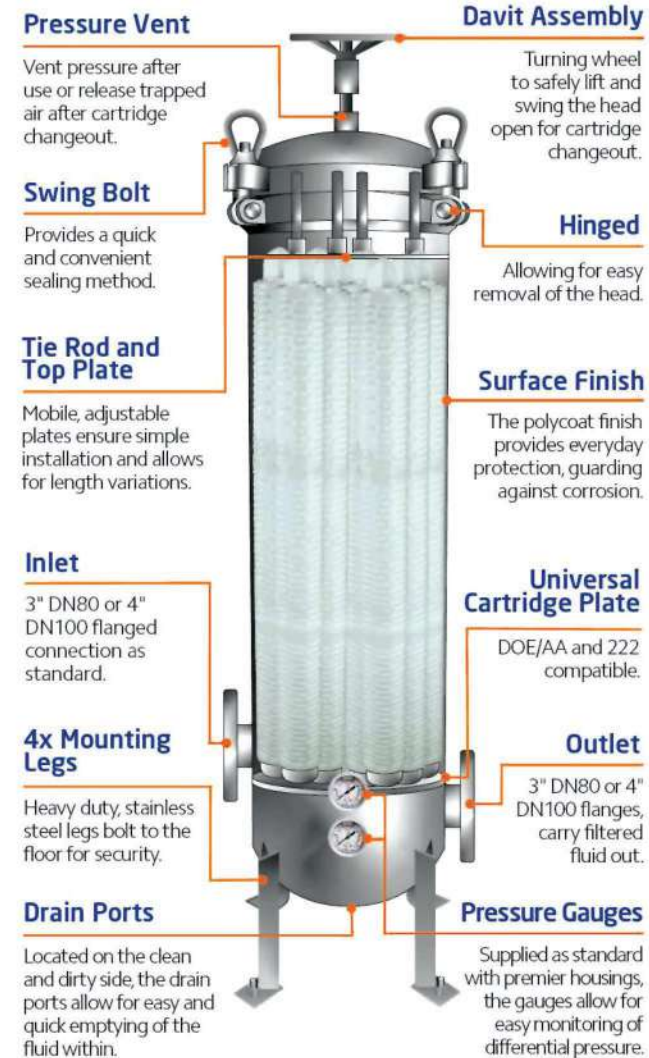 Pressure Vent
Vent pressure after
use or release trapped
air after cartridge
changeout.
Swing Bolt
Provides a quick
and convenient
sealing method.
Tie Rod and
Top Plate
Mobile, adjustable
plates ensure simple
installation and allows
for length variations.
Inlet
3" DN80 or 4"
DN100 flanged
connection as
standard.
4x Mounting
Legs
Heavy duty, stainless
steel legs bolt to the
floor for security.
Drain Ports
Located on the clean
and dirty side, the drain
ports allow for easy and
quick emptying of the
fluid within.
Davit Assembly
Turning wheel
to safely lift and
swing the head
open for cartridge
changeout.
Hinged
Allowing for easy
removal of the head.
Surface Finish
The polycoat finish
provides everyday
protection, guarding
against corrosion.
Universal
Cartridge Plate
DOE/AA and 222
compatible.
Outlet
3" DN80 or 4"
DN100 flanges,
carry filtered
fluid out.
Pressure Gauges
Supplied as standard
with premier housings,
the gauges allow for
easy monitoring of
differential pressure.